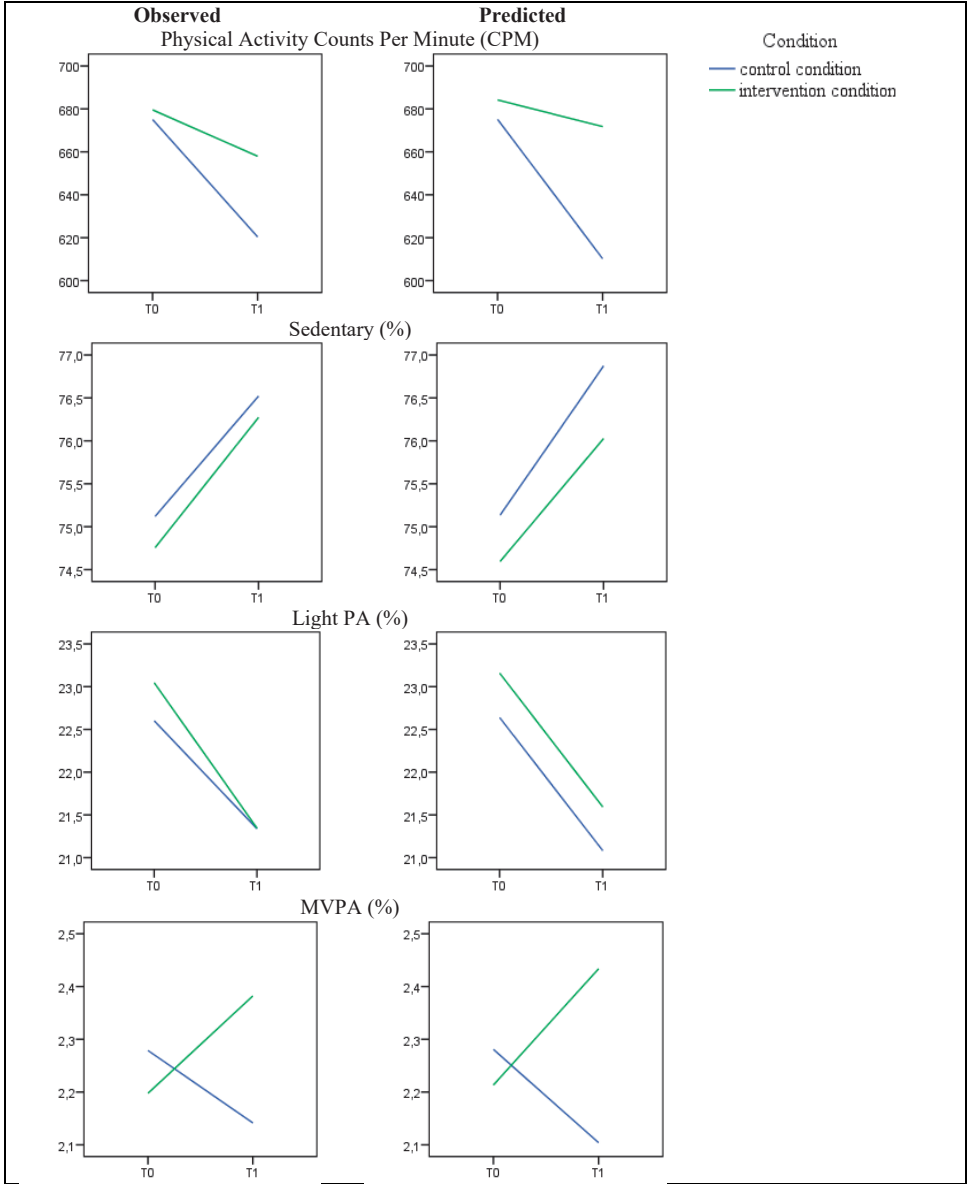 Observed Predicted
Physical Activity Counts Per Minute (CPM)
Condition
control condition
intervention condition
700 700
680 680
660 660
640 640
620 620
600 600
T0 T1 T0 T1
Sedentary (%)
77,0 77,0
76,5 76,5
76,0 76,0
75,5 75,5
75,0 75,0
74,5 74,5
T0 T1 T0 T1
Light PA (%)
23,5 23,5
23,0 23,0
22,5 22,5
22,0 22,0
21,5 21,5
21,0 21,0
T0 T1 T0 T1
MVPA (%)
2,5 2,5
2,4 2,4
2,3 2,3
2,2 2,2
2,1 2,1
T0 T1 T0 T1